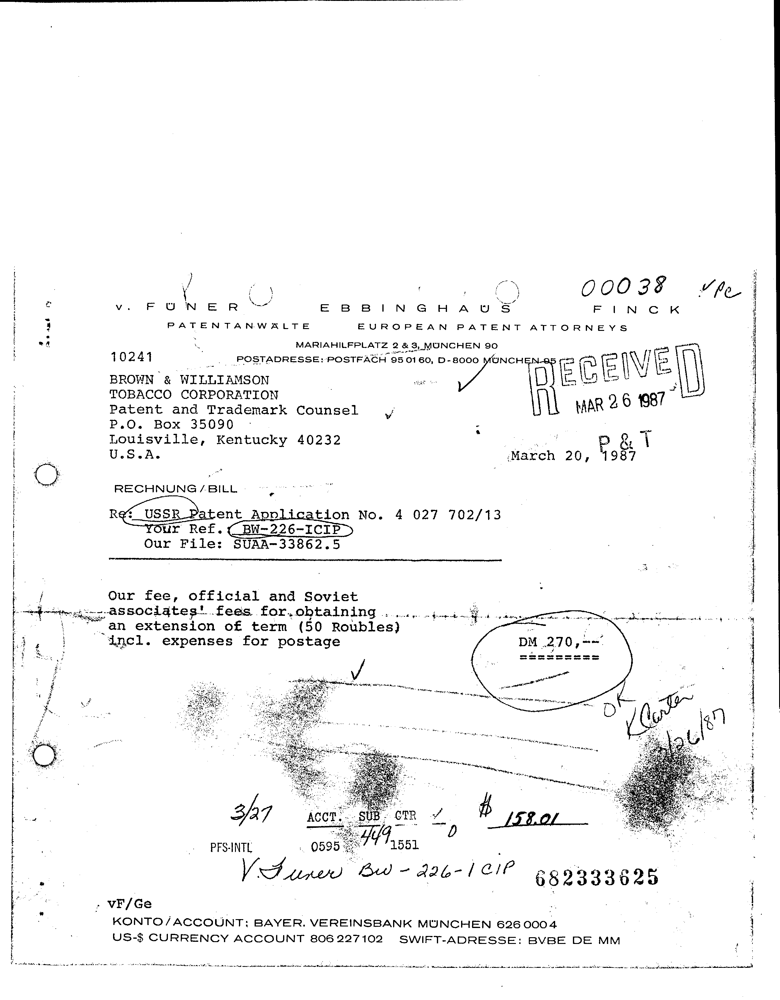 00038 ✓PC
v. FÜNER EBBINGHAUS FINCK
PATENTANWÄLTE EUROPEAN PATENT ATTORNEYS
MARIAHILFPLATZ 2 & 3, MÜNCHEN 90
10241 POSTADRESSE: POSTFACH 95 01 60, D-8000 MÜNCHEN 95
RECEIVED
MAR 26 1987
P & T
BROWN & WILLIAMSON
TOBACCO CORPORATION
Patent and Trademark Counsel
P.O. Box 35090
Louisville, Kentucky 40232
U.S.A. March 20, 1987
RECHNUNG/BILL
Re: USSR Patent Application No. 4 027 702/13
Your Ref.: BW-226-ICIP
Our File: SUAA-33862.5
Our fee, official and Soviet
associates' fees for obtaining
an extension of term (50 Roubles)
incl. expenses for postage DM 270,--
=========
OK
K Carter
3/26/87
3/27 ACCT. SUB CTR ✓ $ 158.01
PFS-INTL 0595 449 1551 D
V. Funer BW-226-1CIP 682333625
vF/Ge
KONTO/ACCOUNT: BAYER. VEREINSBANK MÜNCHEN 626 000 4
US-$ CURRENCY ACCOUNT 806 227 102 SWIFT-ADRESSE: BVBE DE MM